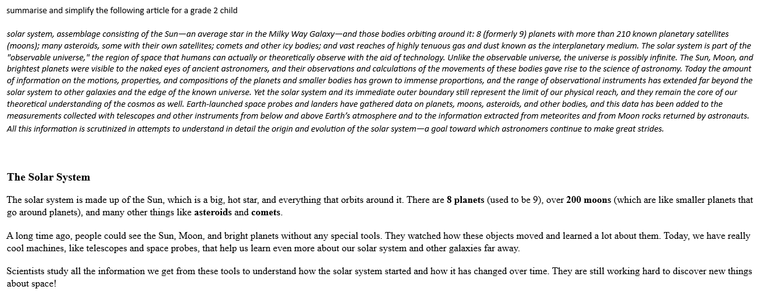 summarise and simplify the following article for a grade 2 child
solar system, assemblage consisting of the Sun—an average star in the Milky Way Galaxy—and those bodies orbiting around it: 8 (formerly 9) planets with more than 210 known planetary satellites
(moons); many asteroids, some with their own satellites; comets and other icy bodies; and vast reaches of highly tenuous gas and dust known as the interplanetary medium. The solar system is part of the
"observable universe," the region of space that humans can actually or theoretically observe with the aid of technology. Unlike the observable universe, the universe is possibly infinite. The Sun, Moon, and
brightest planets were visible to the naked eyes of ancient astronomers, and their observations and calculations of the movements of these bodies gave rise to the science of astronomy. Today the amount
of information on the motions, properties, and compositions of the planets and smaller bodies has grown to immense proportions, and the range of observational instruments has extended far beyond the
solar system to other galaxies and the edge of the known universe. Yet the solar system and its immediate outer boundary still represent the limit of our physical reach, and they remain the core of our
theoretical understanding of the cosmos as well. Earth-launched space probes and landers have gathered data on planets, moons, asteroids, and other bodies, and this data has been added to the
measurements collected with telescopes and other instruments from below and above Earth's atmosphere and to the information extracted from meteorites and from Moon rocks returned by astronauts.
All this information is scrutinized in attempts to understand in detail the origin and evolution of the solar system—a goal toward which astronomers continue to make great strides.
The Solar System
The solar system is made up of the Sun, which is a big, hot star, and everything that orbits around it. There are 8 planets (used to be 9), over 200 moons (which are like smaller planets that
go around planets), and many other things like asteroids and comets.
A long time ago, people could see the Sun, Moon, and bright planets without any special tools. They watched how these objects moved and learned a lot about them. Today, we have really
cool machines, like telescopes and space probes, that help us learn even more about our solar system and other galaxies far away.
Scientists study all the information we get from these tools to understand how the solar system started and how it has changed over time. They are still working hard to discover new things
about space!